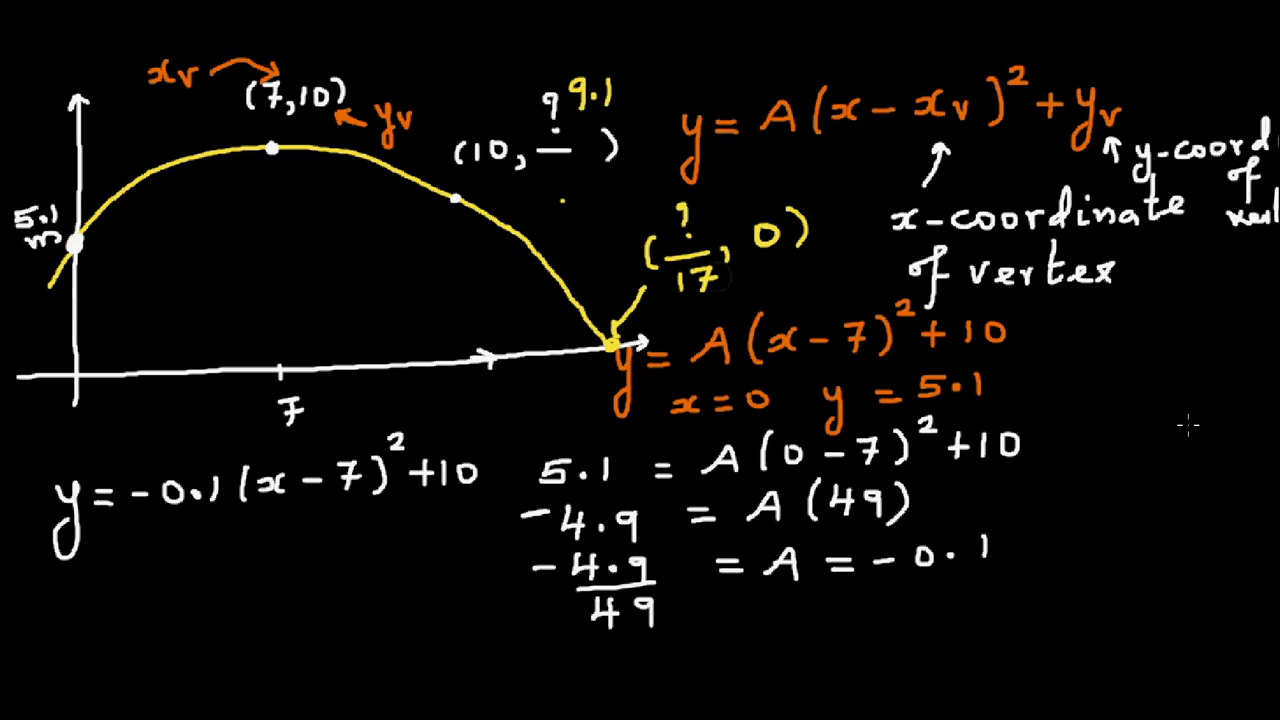 xv
(7,10)
yv
? 9.1
(10, __ )
5.1
m
7
y = A(x - xv)² + yv
x-coordinate
of vertex
y-coord
of
( ?
17, 0)
y = A(x - 7)² + 10
x = 0 y = 5.1
5.1 = A(0 - 7)² + 10
-4.9 = A(49)
-4.9/49 = A = -0.1
y = -0.1(x - 7)² + 10